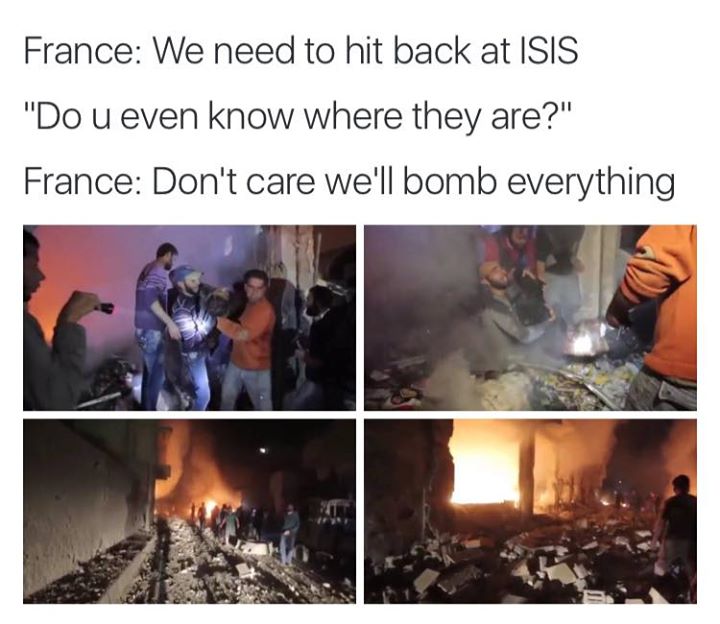 France: We need to hit back at ISIS
"Do u even know where they are?"
France: Don't care we'll bomb everything